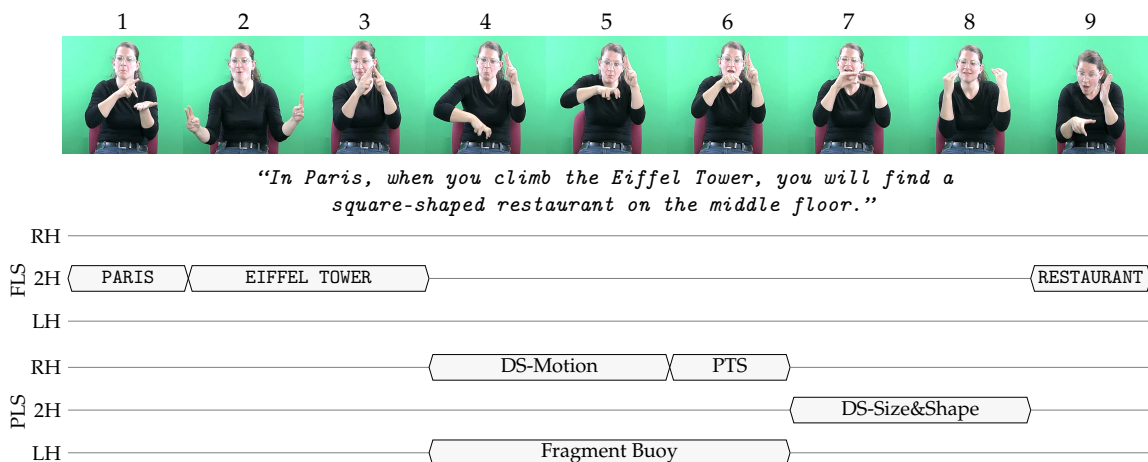 1 2 3 4 5 6 7 8 9
“In Paris, when you climb the Eiffel Tower, you will find a
square-shaped restaurant on the middle floor.”
FLS
RH
2H PARIS EIFFEL TOWER RESTAURANT
LH
PLS
RH DS-Motion PTS
2H DS-Size&Shape
LH Fragment Buoy